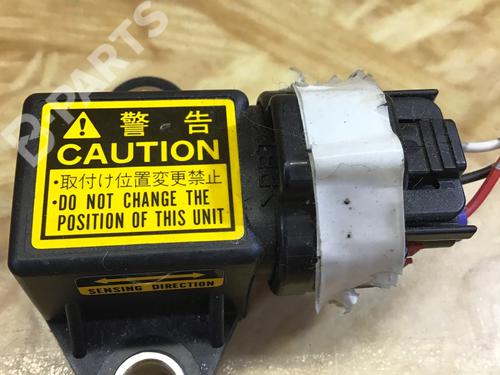 B-PARTS
警告
CAUTION
・取付け位置変更禁止
・DO NOT CHANGE THE
POSITION OF THIS UNIT
SENSING DIRECTION